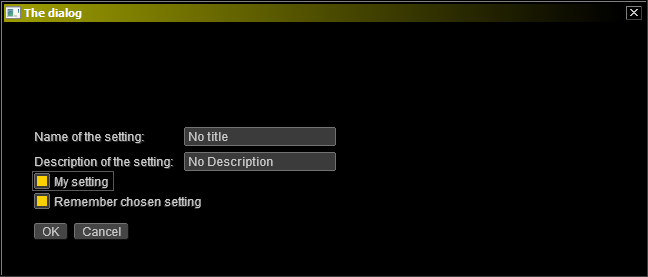 The dialog
Name of the setting: No title
Description of the setting: No Description
My setting
Remember chosen setting
OK Cancel